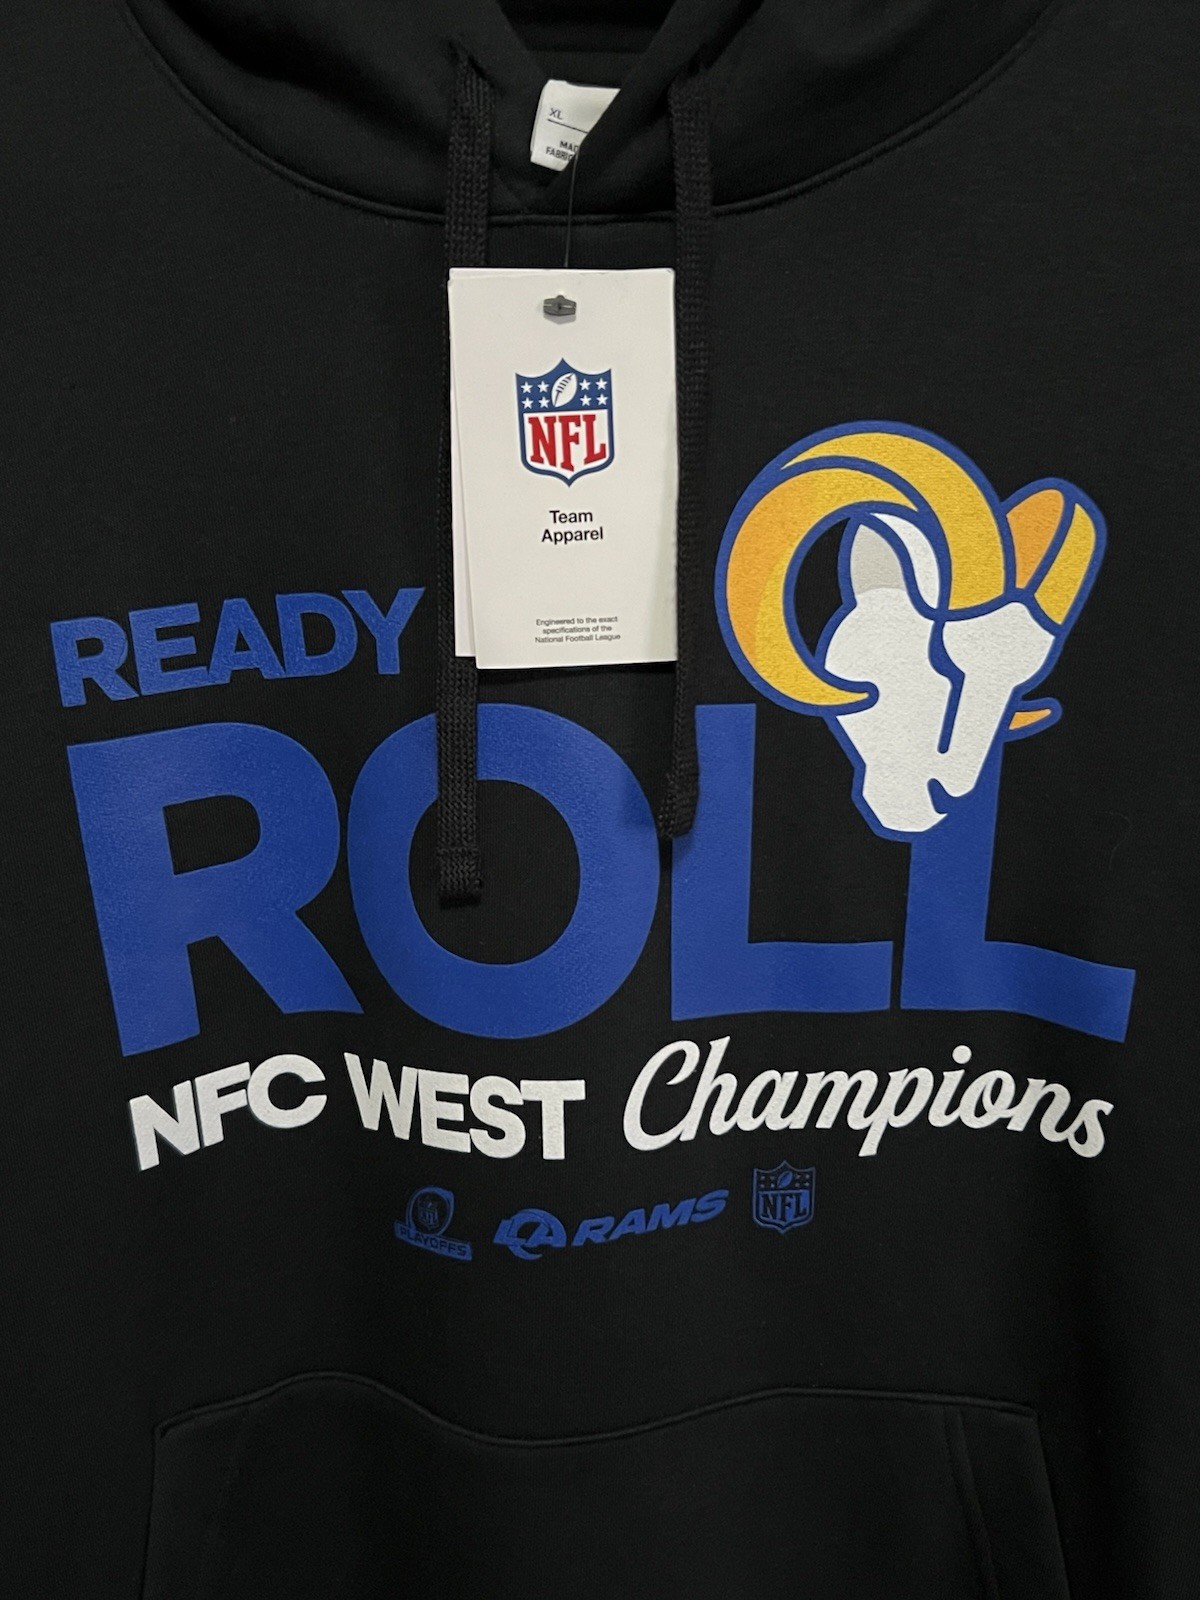 XL
NFL
Team
Apparel
Engineered to the exact
specifications of the
National Football League
READY
ROLL
NFC WEST Champions
PLAYOFFS
LA RAMS
NFL